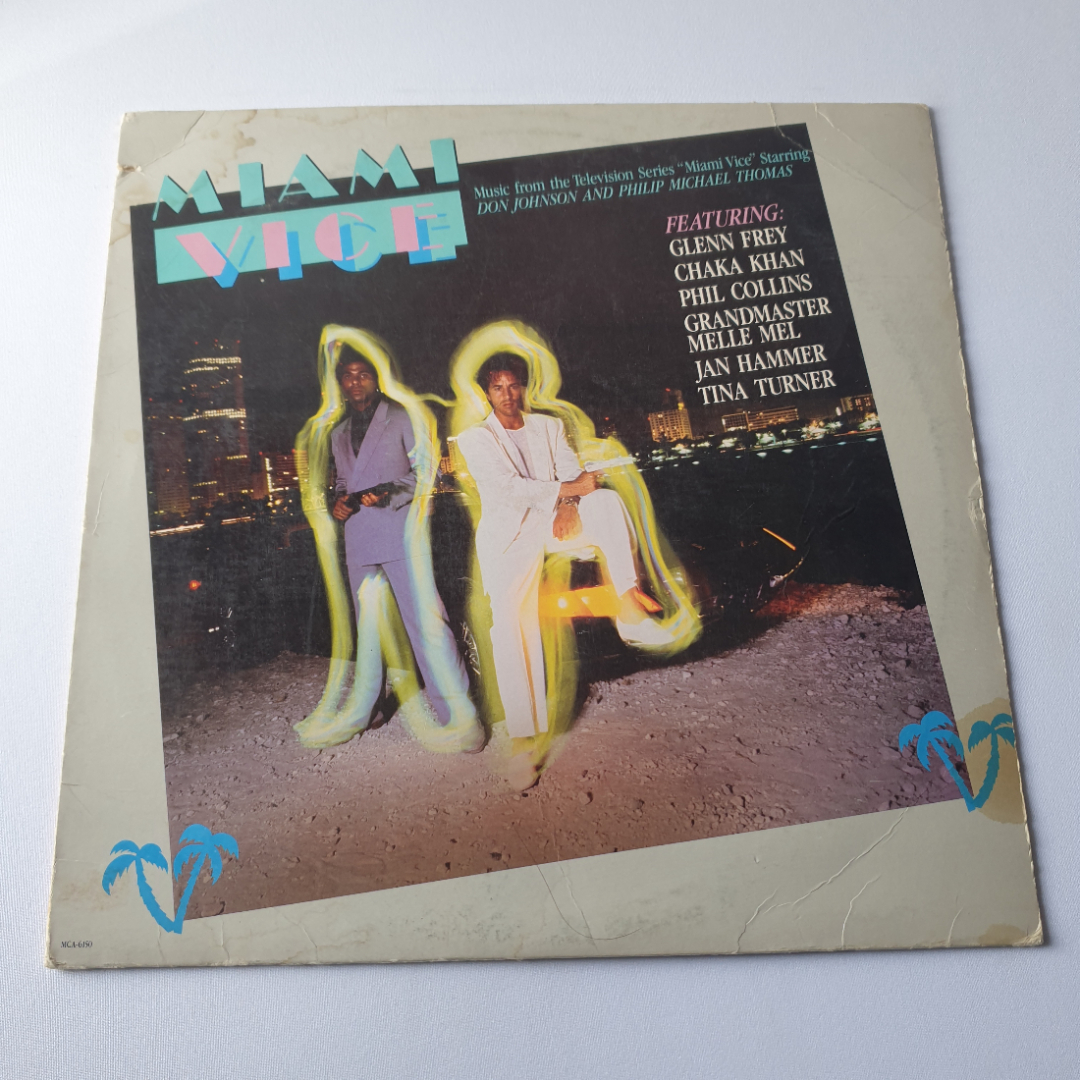 MIAMI
VICE
Music from the Television Series "Miami Vice" Starring
DON JOHNSON AND PHILIP MICHAEL THOMAS
FEATURING:
GLENN FREY
CHAKA KHAN
PHIL COLLINS
GRANDMASTER
MELLE MEL
JAN HAMMER
TINA TURNER
MCA-6150